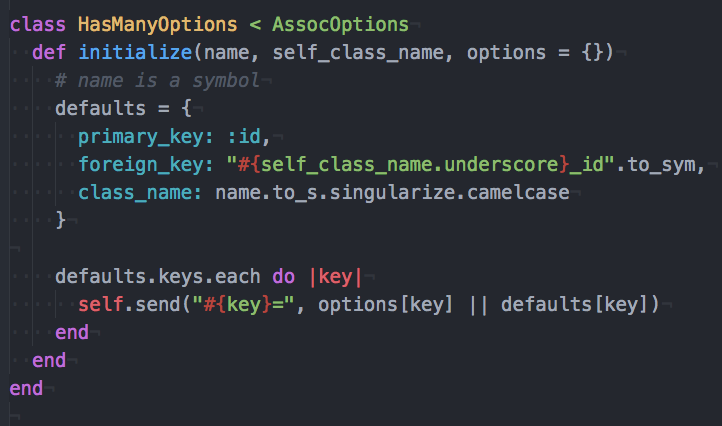 class HasManyOptions < AssocOptions
  def initialize(name, self_class_name, options = {})
    # name is a symbol
    defaults = {
      primary_key: :id,
      foreign_key: "#{self_class_name.underscore}_id".to_sym,
      class_name: name.to_s.singularize.camelcase
    }

    defaults.keys.each do |key|
      self.send("#{key}=", options[key] || defaults[key])
    end
  end
end